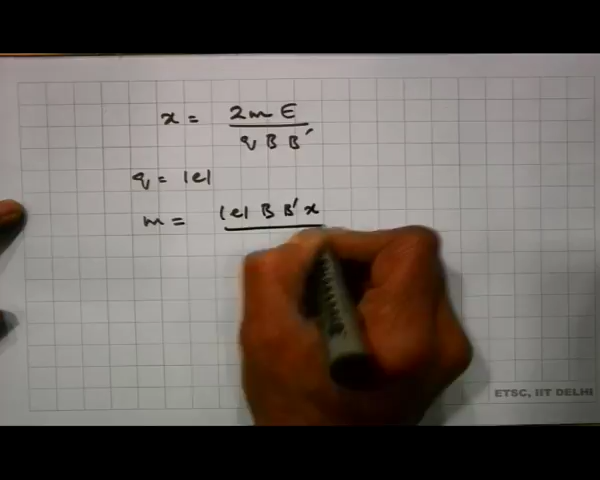 x = 2mE / qBB'
q = |e|
m = |e| B B' x
ETSC, IIT DELHI